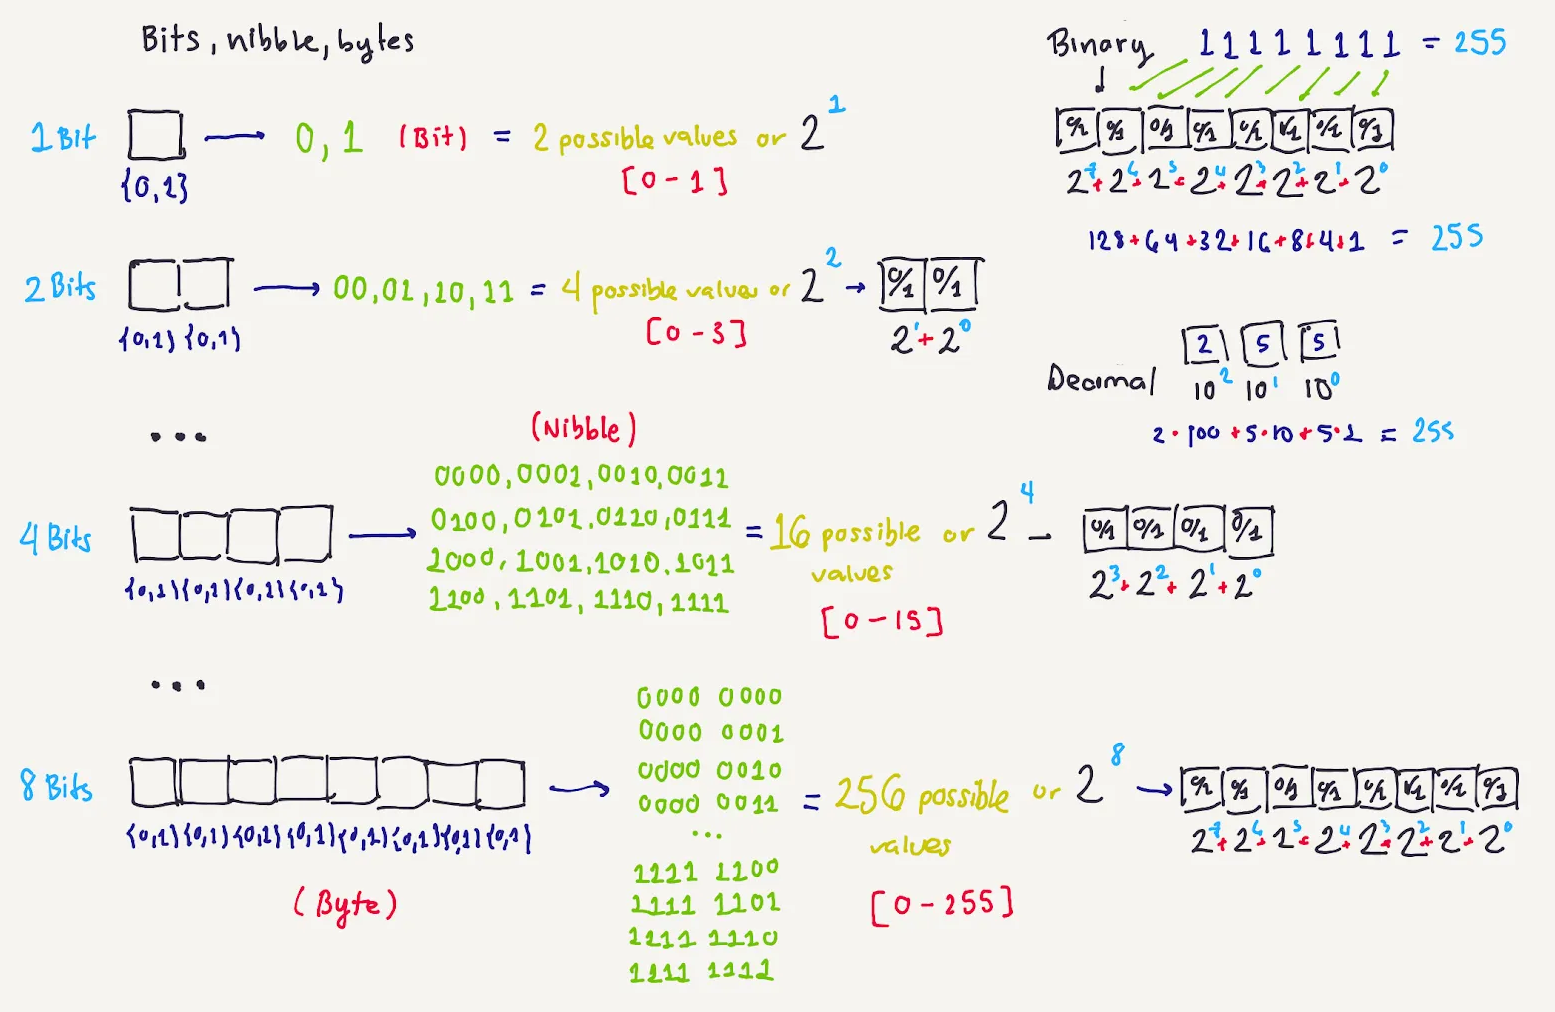 Bits, nibble, bytes
1 Bit → 0, 1 (Bit) = 2 possible values or 2^1
{0,1}
[0 - 1]
2 Bits → 00, 01, 10, 11 = 4 possible values or 2^2 → 0/1 0/1
{0,1} {0,1}
[0 - 3]
2^1 + 2^0
...
(Nibble)
0000, 0001, 0010, 0011
0100, 0101, 0110, 0111
1000, 1001, 1010, 1011
1100, 1101, 1110, 1111
4 Bits → = 16 possible values or 2^4 - 0/1 0/1 0/1 0/1
{0,1} {0,1} {0,1} {0,1}
[0 - 15]
2^3 + 2^2 + 2^1 + 2^0
...
0000 0000
0000 0001
0000 0010
0000 0011
...
1111 1100
1111 1101
1111 1110
1111 1111
8 Bits → = 256 possible values or 2^8 → 0/1 0/1 0/1 0/1 0/1 0/1 0/1 0/1
{0,1} {0,1} {0,1} {0,1} {0,1} {0,1} {0,1} {0,1}
(Byte)
[0 - 255]
2^7 + 2^6 + 2^5 + 2^4 + 2^3 + 2^2 + 2^1 + 2^0
Binary 1 1 1 1 1 1 1 1 = 255
0/1 0/1 0/1 0/1 0/1 0/1 0/1 0/1
2^7 + 2^6 + 2^5 + 2^4 + 2^3 + 2^2 + 2^1 + 2^0
128 + 64 + 32 + 16 + 8 + 4 + 1 = 255
2 5 5
Decimal 10^2 10^1 10^0
2 · 100 + 5 · 10 + 5 · 1 = 255